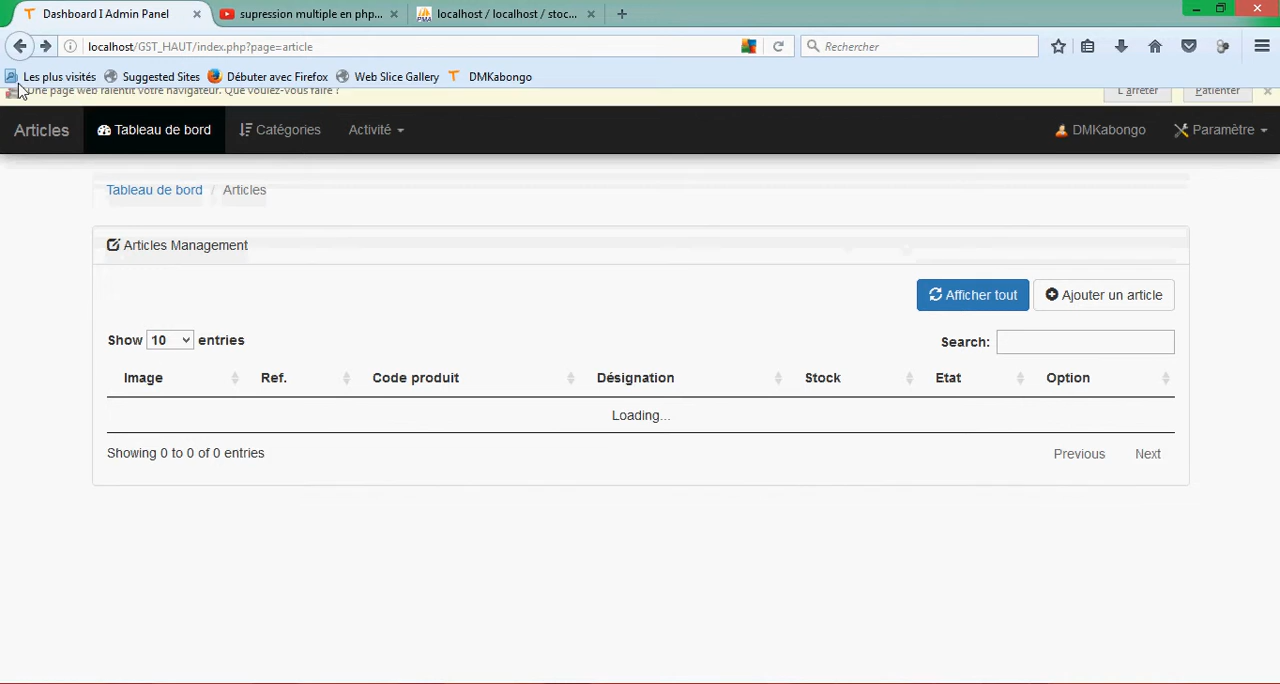 Dashboard I Admin Panel
supression multiple en php...
localhost / localhost / stoc...
localhost/GST_HAUT/index.php?page=article
Rechercher
Les plus visités
Suggested Sites
Débuter avec Firefox
Web Slice Gallery
DMKabongo
Une page web ralentit votre navigateur. Que voulez-vous faire ?
L'arrêter
Patienter
Articles
Tableau de bord
Catégories
Activité
DMKabongo
Paramètre
Tableau de bord / Articles
Articles Management
Afficher tout
Ajouter un article
Show 10 entries
Search:
Image Ref. Code produit Désignation Stock Etat Option
Loading...
Showing 0 to 0 of 0 entries
Previous Next